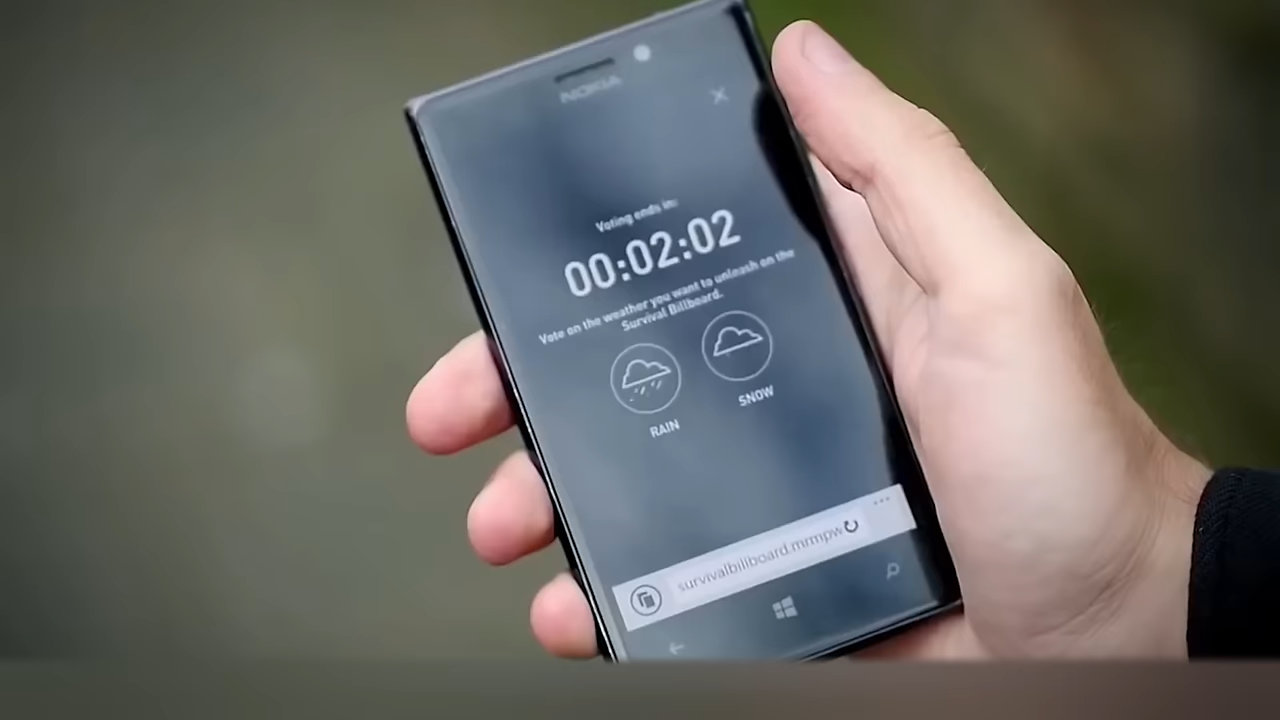 NOKIA
Voting ends in:
00:02:02
Vote on the weather you want to unleash on the
Survival Billboard.
RAIN
SNOW
survivalbillboard.mrmpw